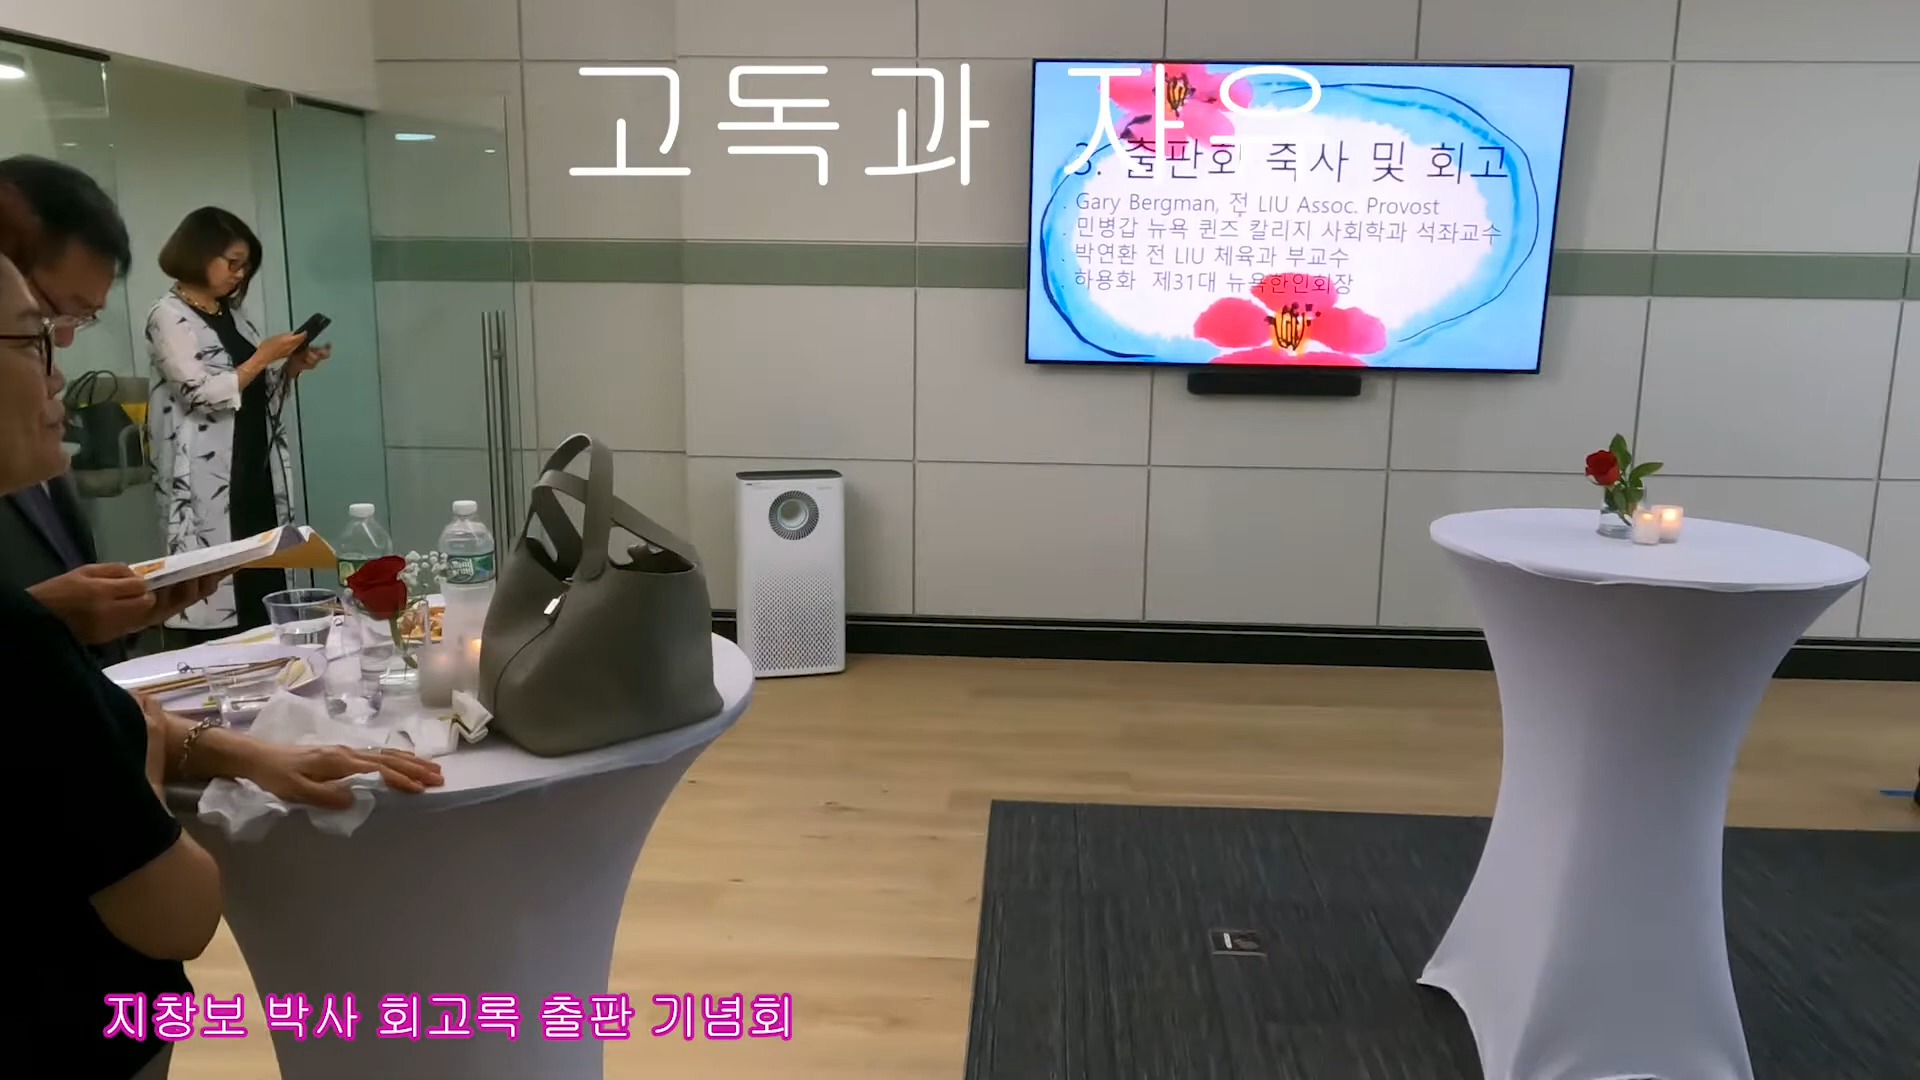 고독과 자유
3. 출판회 축사 및 회고
. Gary Bergman, 전 LIU Assoc. Provost
. 민병갑 뉴욕 퀸즈 칼리지 사회학과 석좌교수
. 박연환 전 LIU 체육과 부교수
. 하용화 제31대 뉴욕한인회장
지창보 박사 회고록 출판 기념회